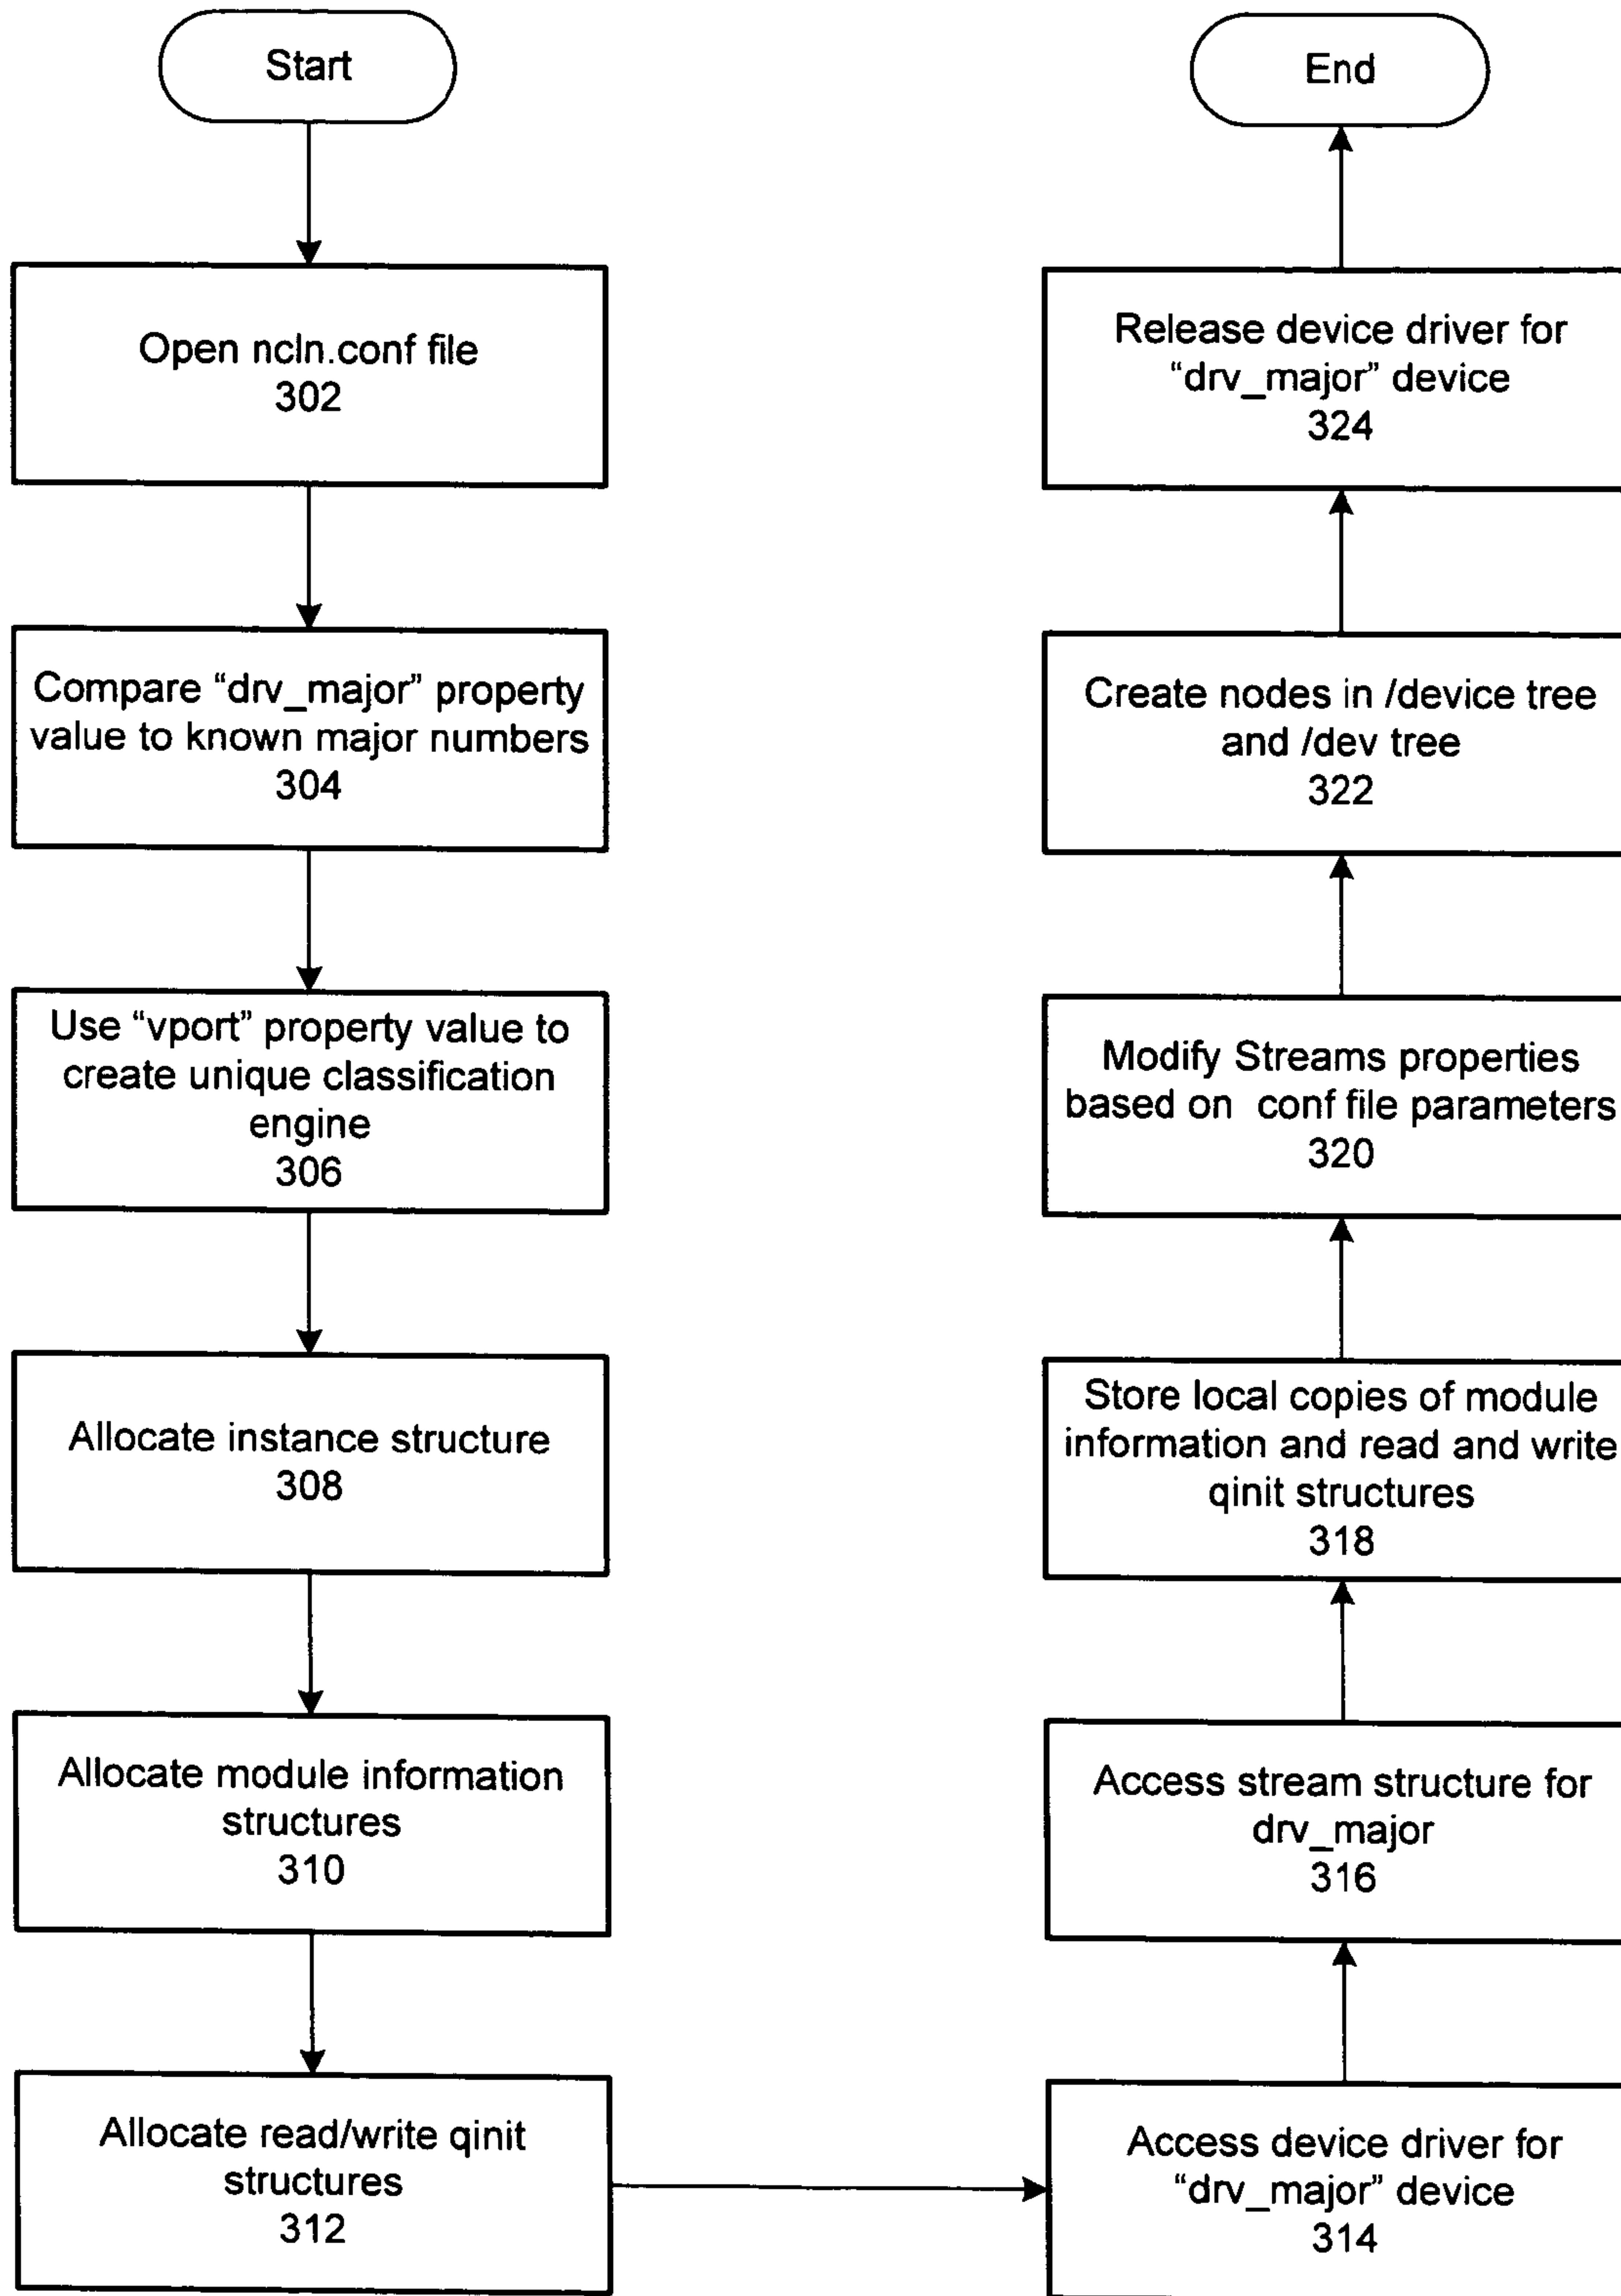 Start
Open ncln.conf file
302
Compare “drv_major” property
value to known major numbers
304
Use “vport” property value to
create unique classification
engine
306
Allocate instance structure
308
Allocate module information
structures
310
Allocate read/write qinit
structures
312
Access device driver for
“drv_major” device
314
Access stream structure for
drv_major
316
Store local copies of module
information and read and write
qinit structures
318
Modify Streams properties
based on conf file parameters
320
Create nodes in /device tree
and /dev tree
322
Release device driver for
“drv_major” device
324
End